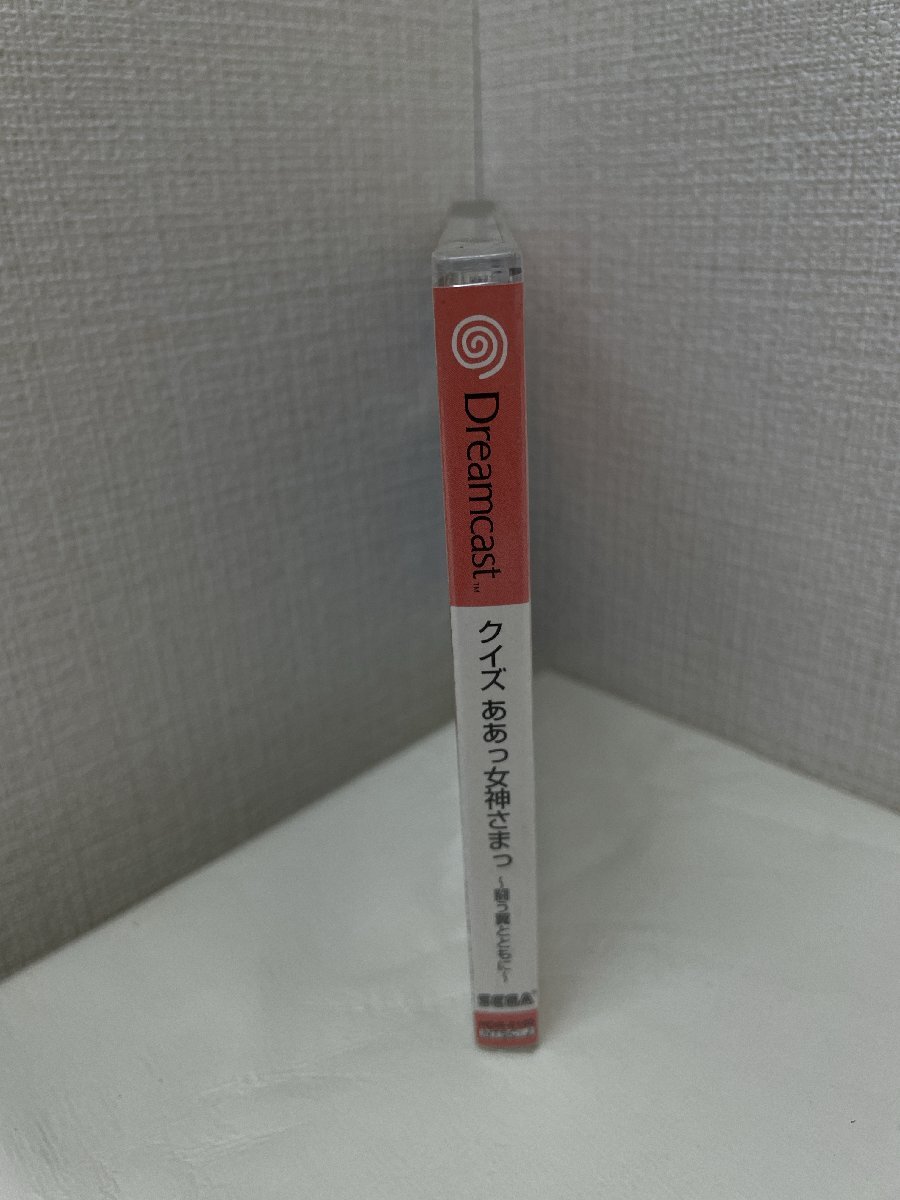 Dreamcast™
クイズ ああっ女神さまっ
～闘う翼とともに～
SEGA®